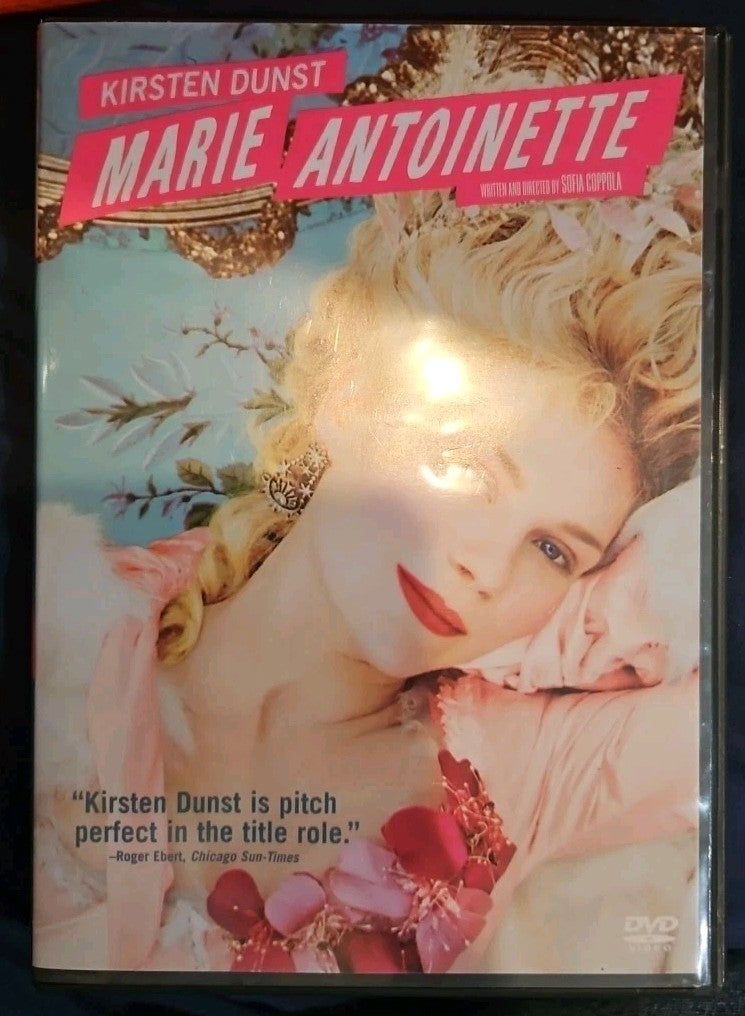 KIRSTEN DUNST
MARIE ANTOINETTE
WRITTEN AND DIRECTED BY SOFIA COPPOLA
“Kirsten Dunst is pitch
perfect in the title role.”
–Roger Ebert, Chicago Sun-Times
DVD
VIDEO